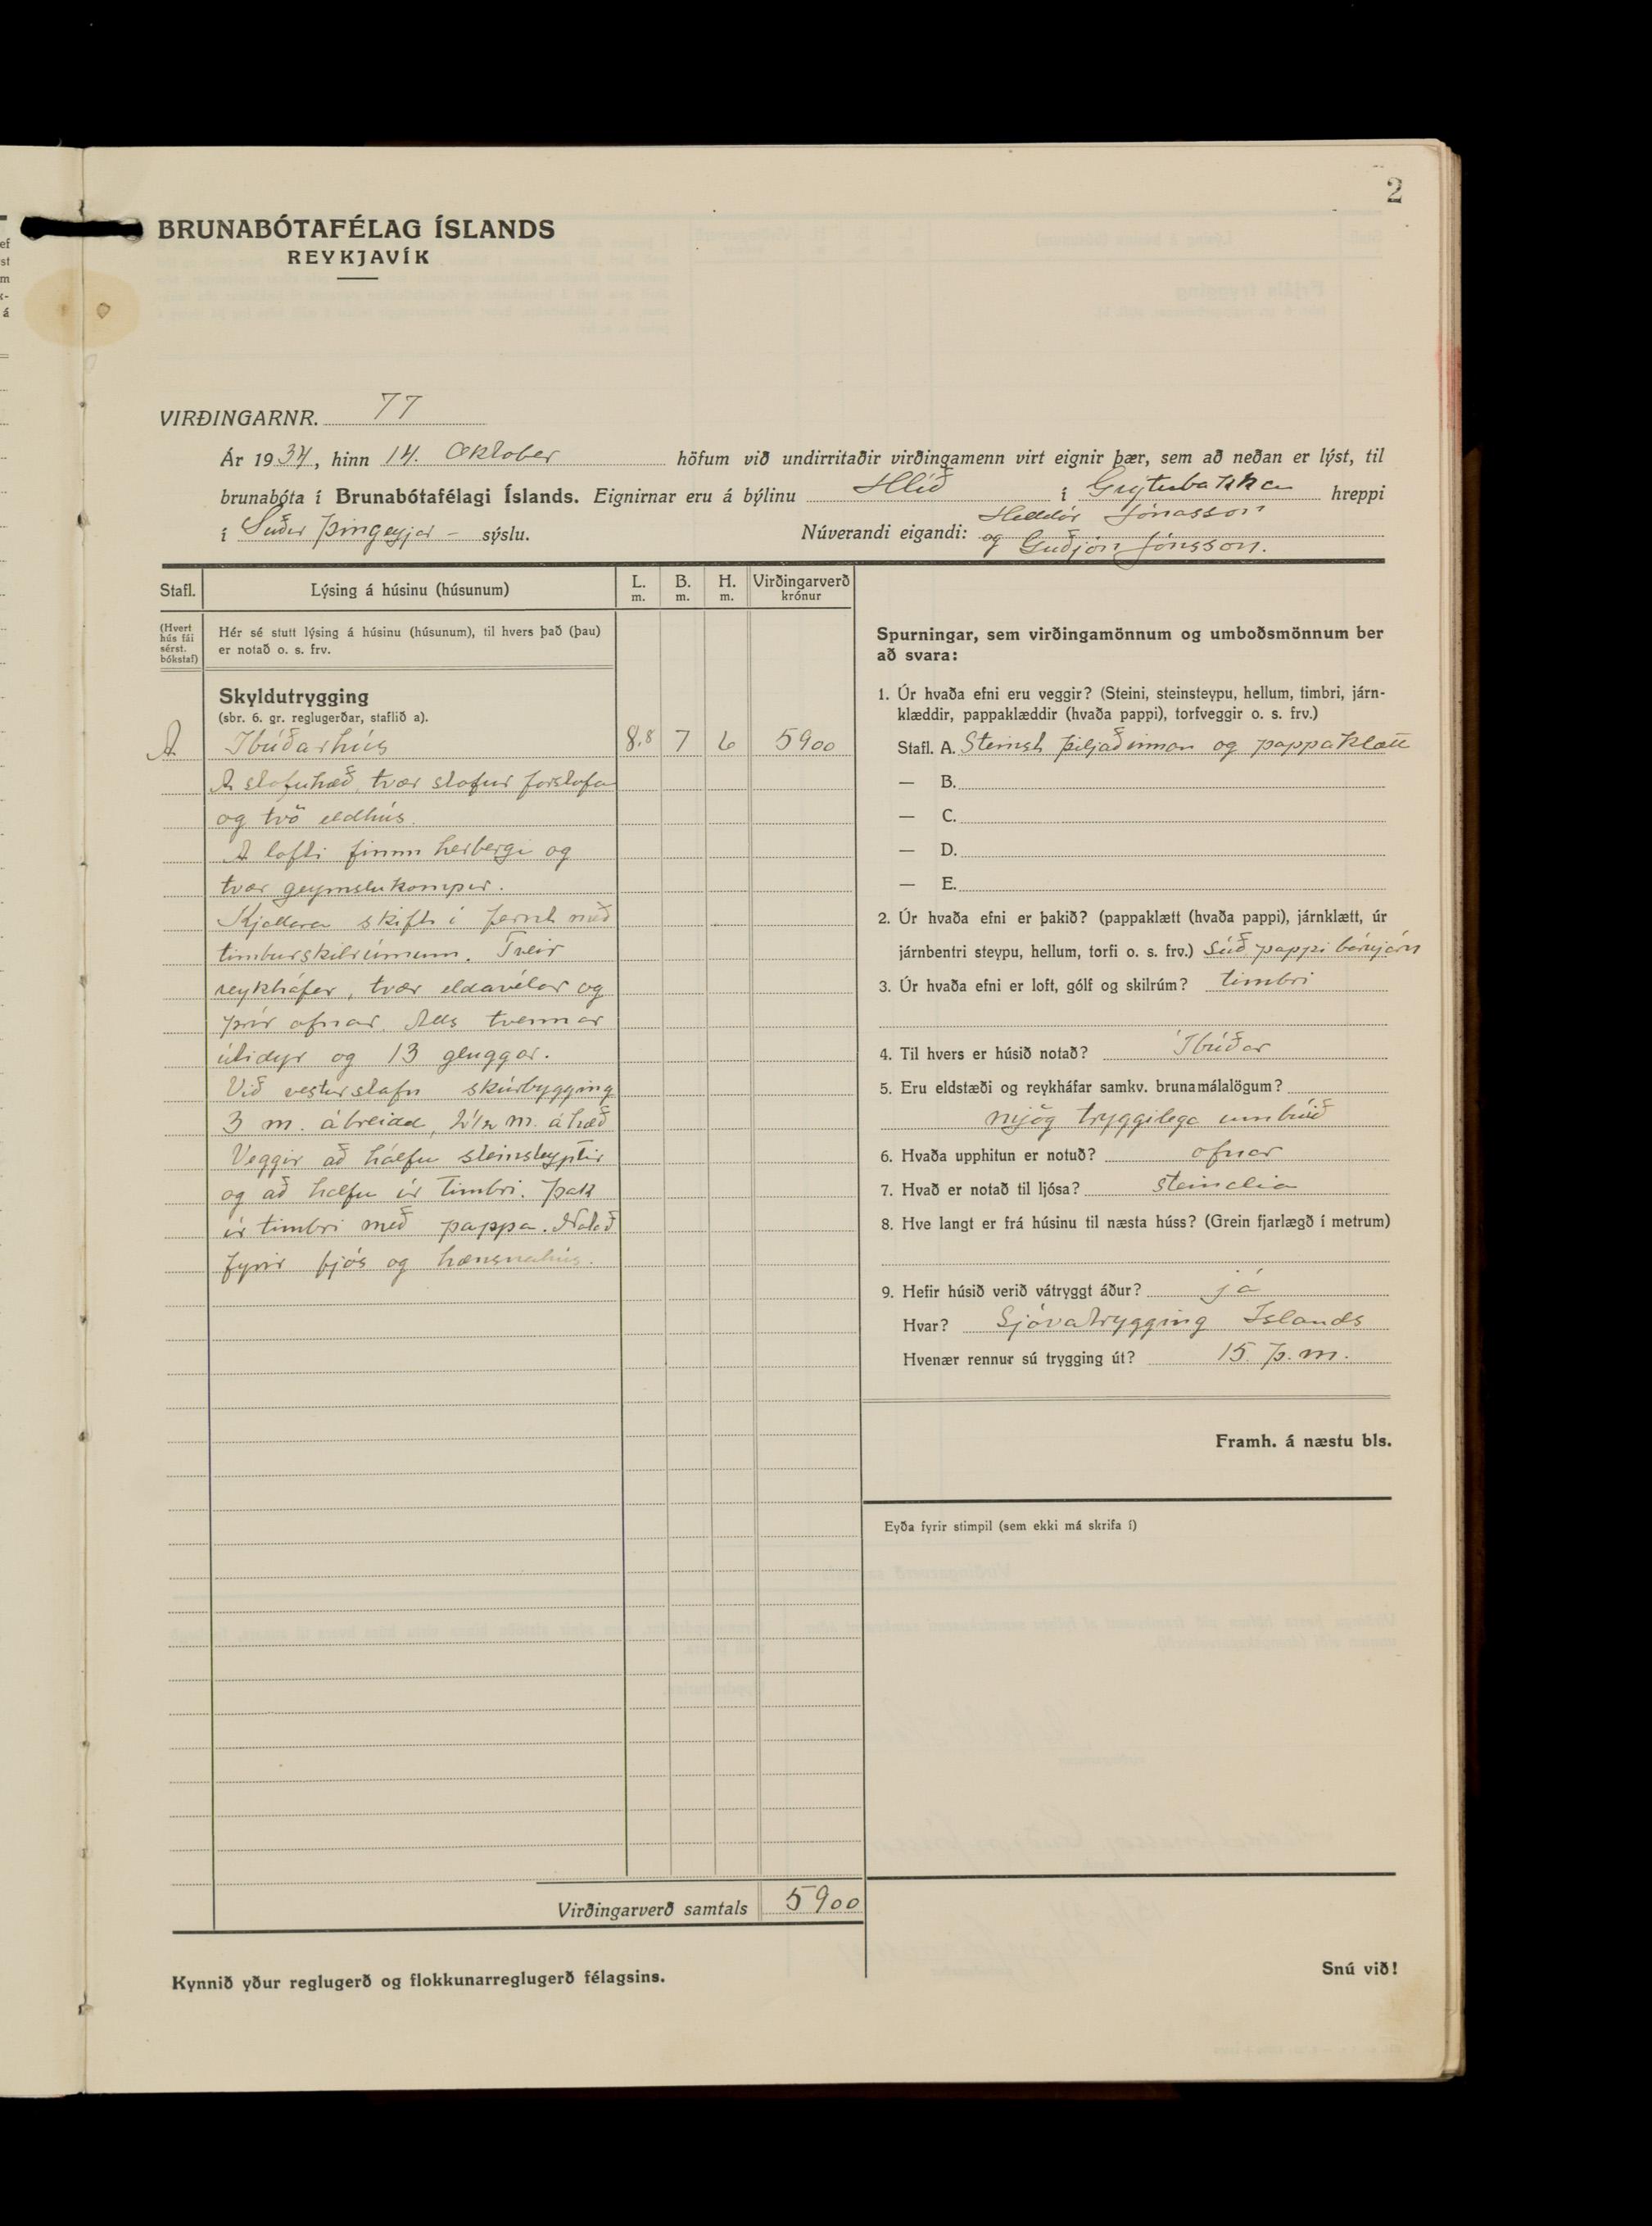 2
BRUNABÓTAFÉLAG ÍSLANDS
REYKJAVÍK
VIRÐINGARNR. 77
Ár 1934, hinn 14. Oktober höfum við undirritaðir virðingamenn virt eignir þær, sem að neðan er lýst, til
brunabóta í Brunabótafélagi Íslands. Eignirnar eru á býlinu Hlíð í Grýtubakka hreppi
í Suður Þingeyjar - sýslu. Núverandi eigandi: Halldór Jónasson
og Guðjón Jónsson.
Stafl. Lýsing á húsinu (húsunum) L. m. B. m. H. m. Virðingarverð krónur
(Hvert hús fái sérst. bókstaf)
Hér sé stutt lýsing á húsinu (húsunum), til hvers það (þau)
er notað o. s. frv.
Skyldutrygging
(sbr. 6. gr. reglugerðar, staflið a).
A Íbúðarhús 8,8 7 6 5900
Á stofuhæð tvær stofur forstofa
og tvö eldhús.
Á lofti fimm herbergi og
tvær geymslukompur.
Kjallara skift í fernt með
timburskilrúmum. Tveir
reykháfar, tvær eldavélar og
þrír ofnar. Alls tvennar
útidyr og 13 gluggar.
Við vesturstafn skúrbygging
3 m. á breidd, 2 1/2 m. á hæð
Veggir að hálfu steinsteyptir
og að hálfu úr timbri. Þak
úr timbri með pappa. Notað
fyrir fjós og hænsnahús.
Virðingarverð samtals 5900
Kynnið yður reglugerð og flokkunarreglugerð félagsins.
Spurningar, sem virðingamönnum og umboðsmönnum ber
að svara:
1. Úr hvaða efni eru veggir? (Steini, steinsteypu, hellum, timbri, járn-
klæddir, pappaklæddir (hvaða pappi), torfveggir o. s. frv.)
Stafl. A. Steinst þiljað innan og pappaklætt
— B.
— C.
— D.
— E.
2. Úr hvaða efni er þakið? (pappaklætt (hvaða pappi), járnklætt, úr
járnbentri steypu, hellum, torfi o. s. frv.) Súð pappi bárujárn
3. Úr hvaða efni er loft, gólf og skilrúm? timbri
4. Til hvers er húsið notað? Íbúðar
5. Eru eldstæði og reykháfar samkv. brunamálalögum?
mjög tryggilega umbúið
6. Hvaða upphitun er notuð? ofnar
7. Hvað er notað til ljósa? steinolia
8. Hve langt er frá húsinu til næsta húss? (Grein fjarlægð í metrum)
9. Hefir húsið verið vátryggt áður? já
Hvar? Sjóvatrygging Islands
Hvenær rennur sú trygging út? 15. þ. m.
Framh. á næstu bls.
Eyða fyrir stimpil (sem ekki má skrifa í)
Snú við!